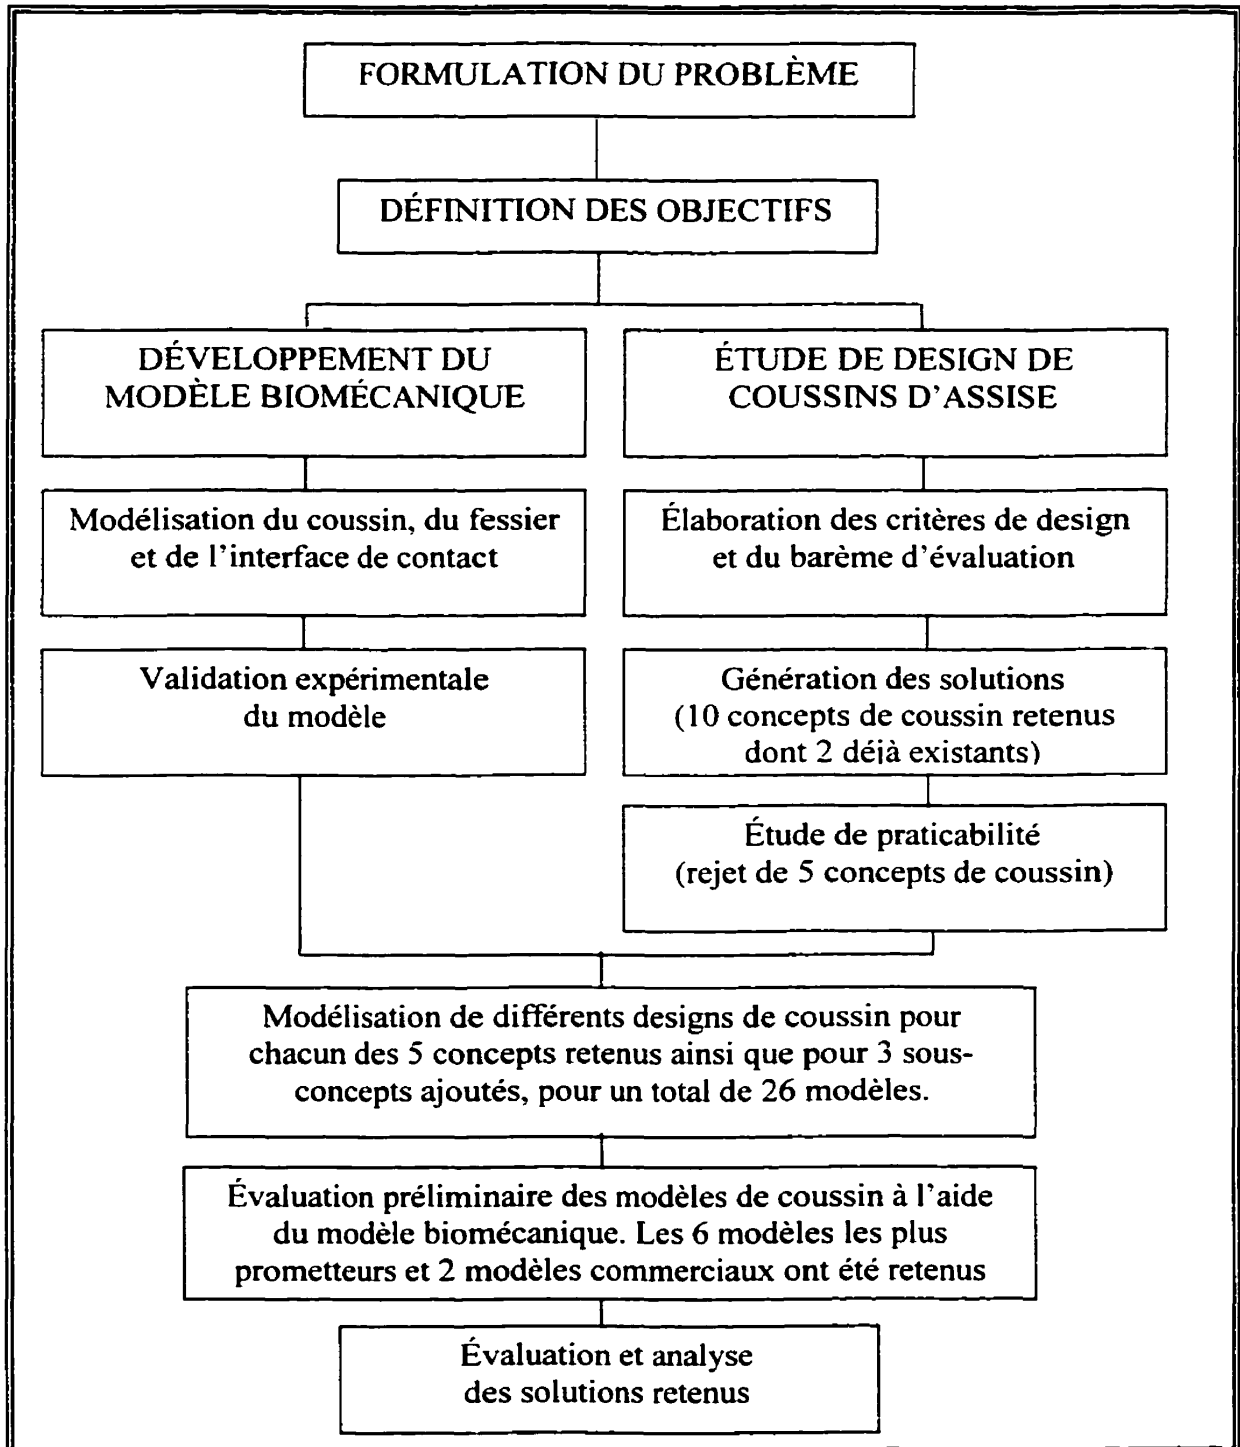 FORMULATION DU PROBLÈME
DÉFINITION DES OBJECTIFS
DÉVELOPPEMENT DU
MODÈLE BIOMÉCANIQUE
Modélisation du coussin, du fessier
et de l'interface de contact
Validation expérimentale
du modèle
ÉTUDE DE DESIGN DE
COUSSINS D'ASSISE
Élaboration des critères de design
et du barème d'évaluation
Génération des solutions
(10 concepts de coussin retenus
dont 2 déjà existants)
Étude de praticabilité
(rejet de 5 concepts de coussin)
Modélisation de différents designs de coussin pour
chacun des 5 concepts retenus ainsi que pour 3 sous-
concepts ajoutés, pour un total de 26 modèles.
Évaluation préliminaire des modèles de coussin à l'aide
du modèle biomécanique. Les 6 modèles les plus
prometteurs et 2 modèles commerciaux ont été retenus
Évaluation et analyse
des solutions retenus